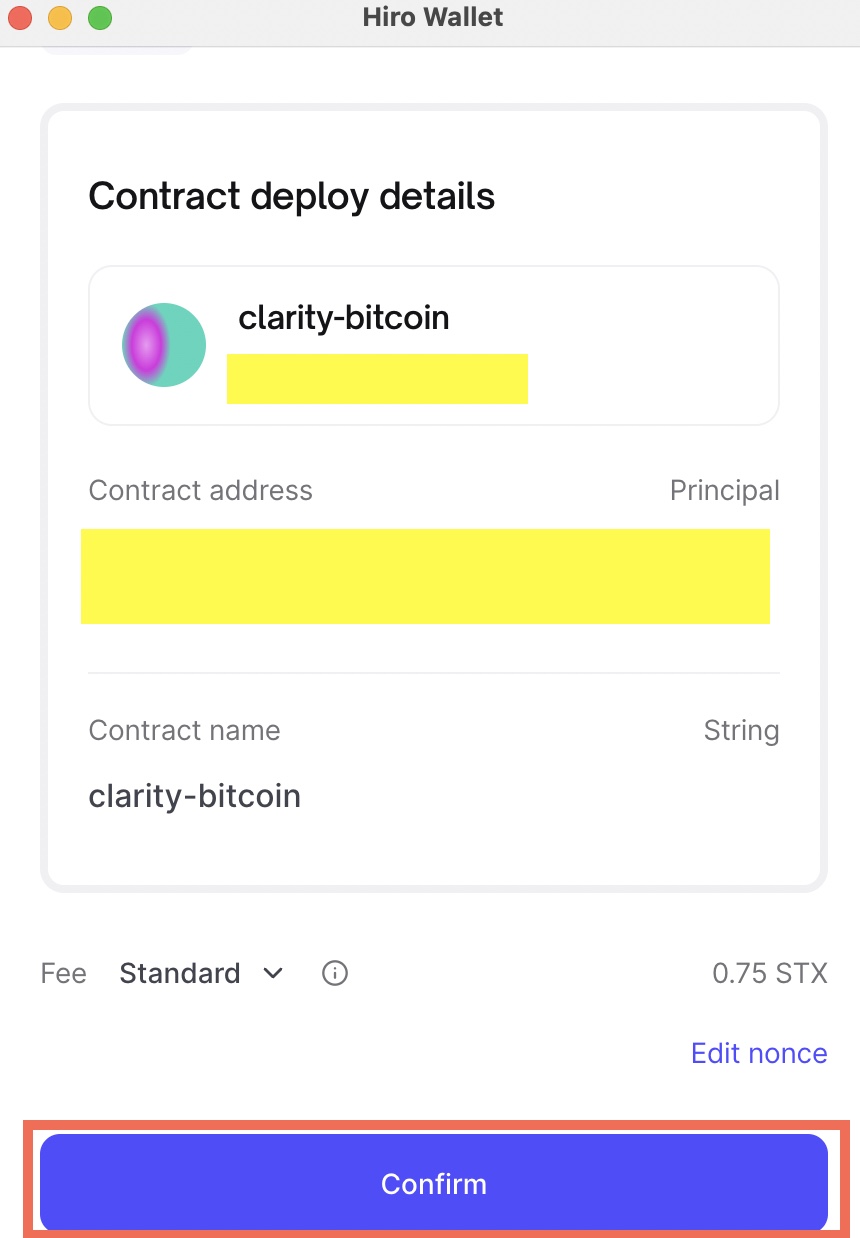 Hiro Wallet
Contract deploy details
clarity-bitcoin
Contract address Principal
Contract name String
clarity-bitcoin
Fee Standard 0.75 STX
Edit nonce
Confirm